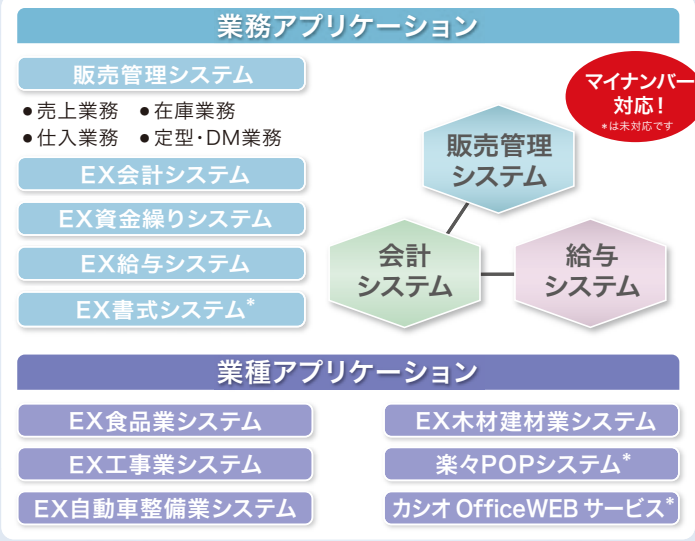 業務アプリケーション
販売管理システム
●売上業務 ●在庫業務
●仕入業務 ●定型・DM業務
EX会計システム
EX資金繰りシステム
EX給与システム
EX書式システム*
マイナンバー
対応！
*は未対応です
販売管理
システム
会計
システム
給与
システム
業種アプリケーション
EX食品業システム
EX木材建材業システム
EX工事業システム
楽々POPシステム*
EX自動車整備業システム
カシオ OfficeWEB サービス*